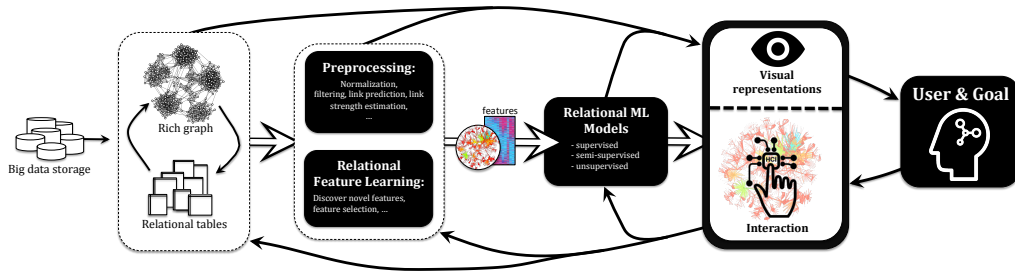 Big data storage
Rich graph
Relational tables
Preprocessing:
Normalization,
filtering, link prediction, link
strength estimation,
...
Relational
Feature Learning:
Discover novel features,
feature selection, ...
features
Relational ML
Models
- supervised
- semi-supervised
- unsupervised
Visual
representations
HCI
Interaction
User & Goal